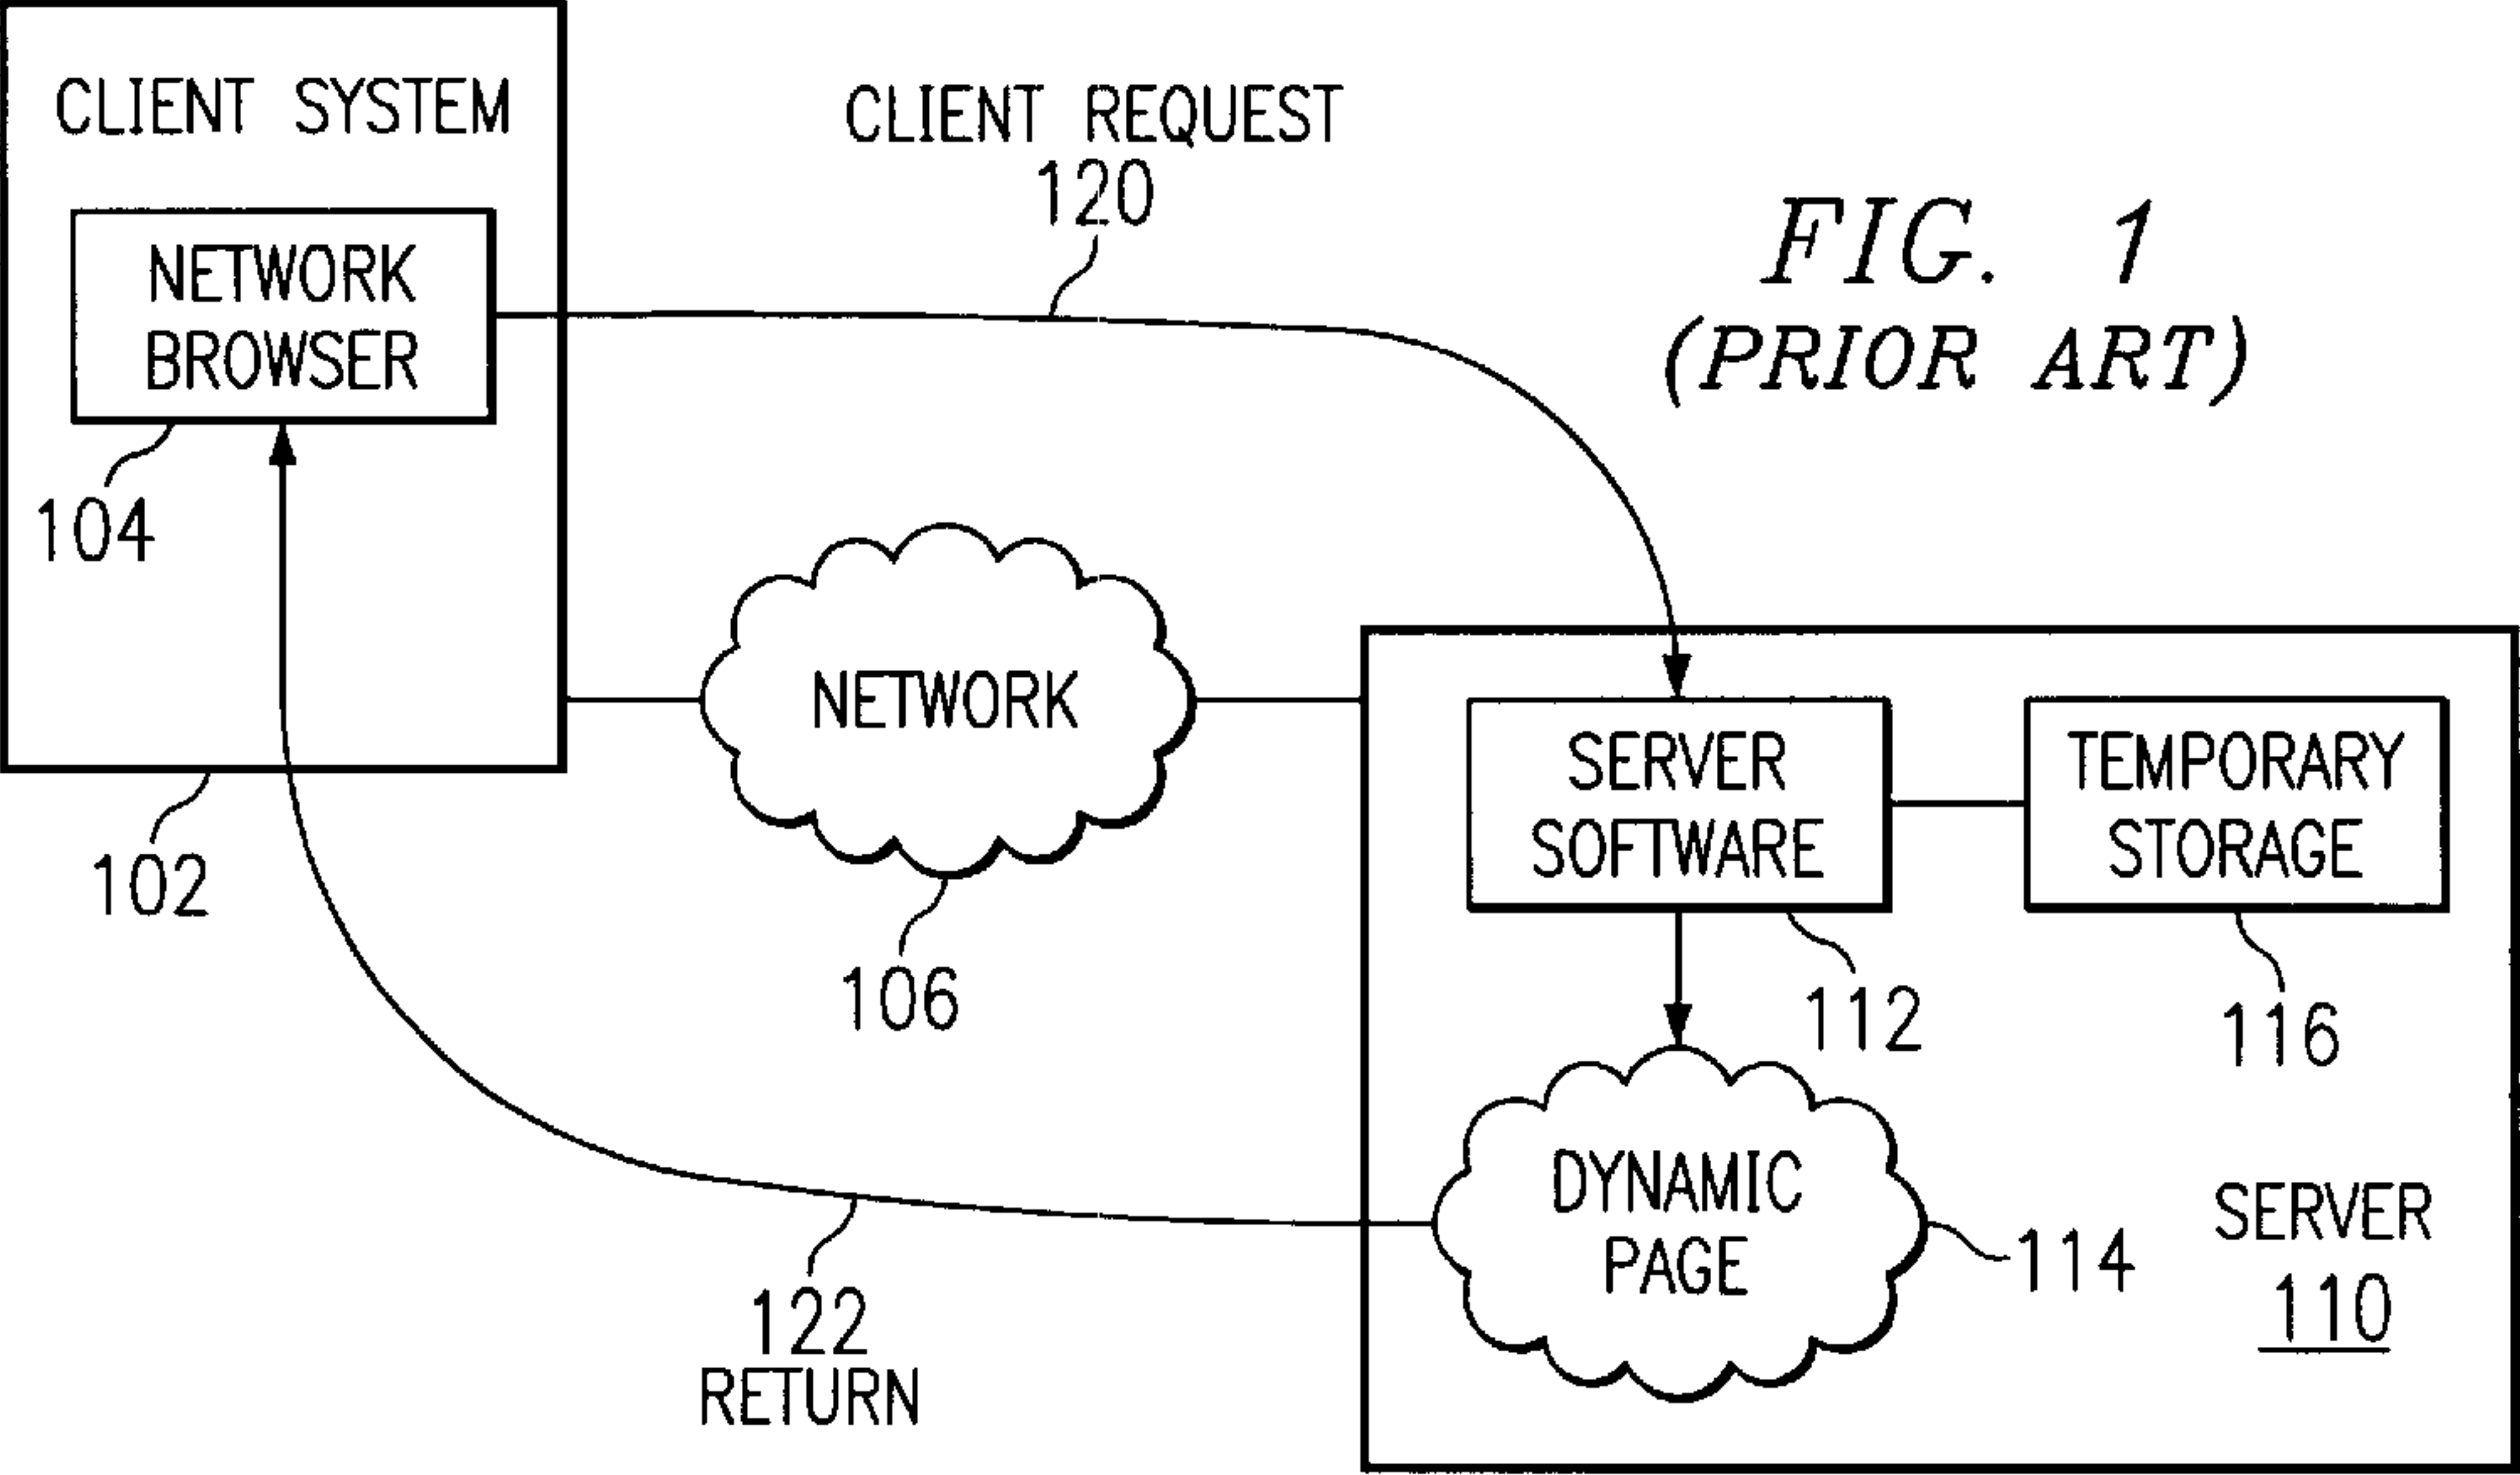 CLIENT SYSTEM
NETWORK
BROWSER
104
102
CLIENT REQUEST
120
FIG. 1
(PRIOR ART)
NETWORK
106
SERVER
SOFTWARE
112
TEMPORARY
STORAGE
116
DYNAMIC
PAGE
114
SERVER
110
122
RETURN